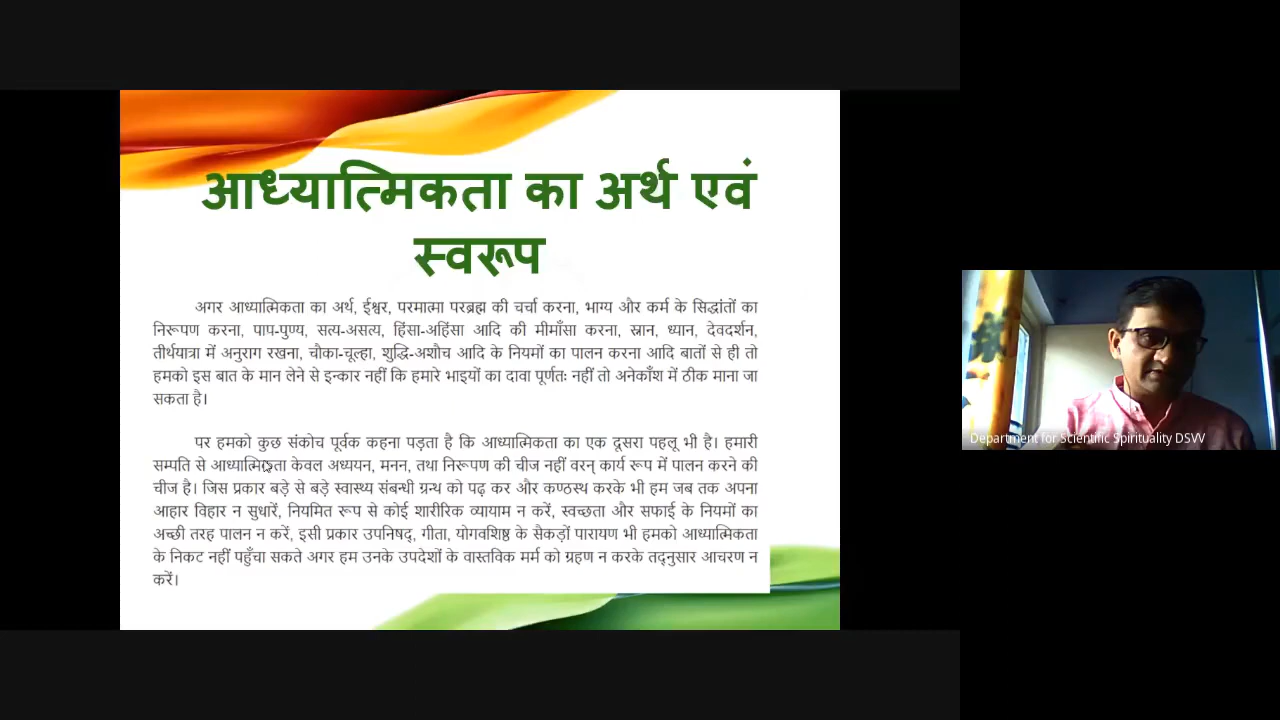 आध्यात्मिकता का अर्थ एवं
स्वरूप
अगर आध्यात्मिकता का अर्थ, ईश्वर, परमात्मा परब्रह्म की चर्चा करना, भाग्य और कर्म के सिद्धांतों का
निरूपण करना, पाप-पुण्य, सत्य-असत्य, हिंसा-अहिंसा आदि की मीमाँसा करना, स्नान, ध्यान, देवदर्शन,
तीर्थयात्रा में अनुराग रखना, चौका-चूल्हा, शुद्धि-अशौच आदि के नियमों का पालन करना आदि बातों से ही तो
हमको इस बात के मान लेने से इन्कार नहीं कि हमारे भाइयों का दावा पूर्णतः नहीं तो अनेकाँश में ठीक माना जा
सकता है।
पर हमको कुछ संकोच पूर्वक कहना पड़ता है कि आध्यात्मिकता का एक दूसरा पहलू भी है। हमारी
सम्पति से आध्यात्मिकता केवल अध्ययन, मनन, तथा निरूपण की चीज नहीं वरन् कार्य रूप में पालन करने की
चीज है। जिस प्रकार बड़े से बड़े स्वास्थ्य संबन्धी ग्रन्थ को पढ़ कर और कण्ठस्थ करके भी हम जब तक अपना
आहार विहार न सुधारें, नियमित रूप से कोई शारीरिक व्यायाम न करें, स्वच्छता और सफाई के नियमों का
अच्छी तरह पालन न करें, इसी प्रकार उपनिषद्, गीता, योगवशिष्ठ के सैकड़ों पारायण भी हमको आध्यात्मिकता
के निकट नहीं पहुँचा सकते अगर हम उनके उपदेशों के वास्तविक मर्म को ग्रहण न करके तद्नुसार आचरण न
करें।
Department for Scientific Spirituality DSVV